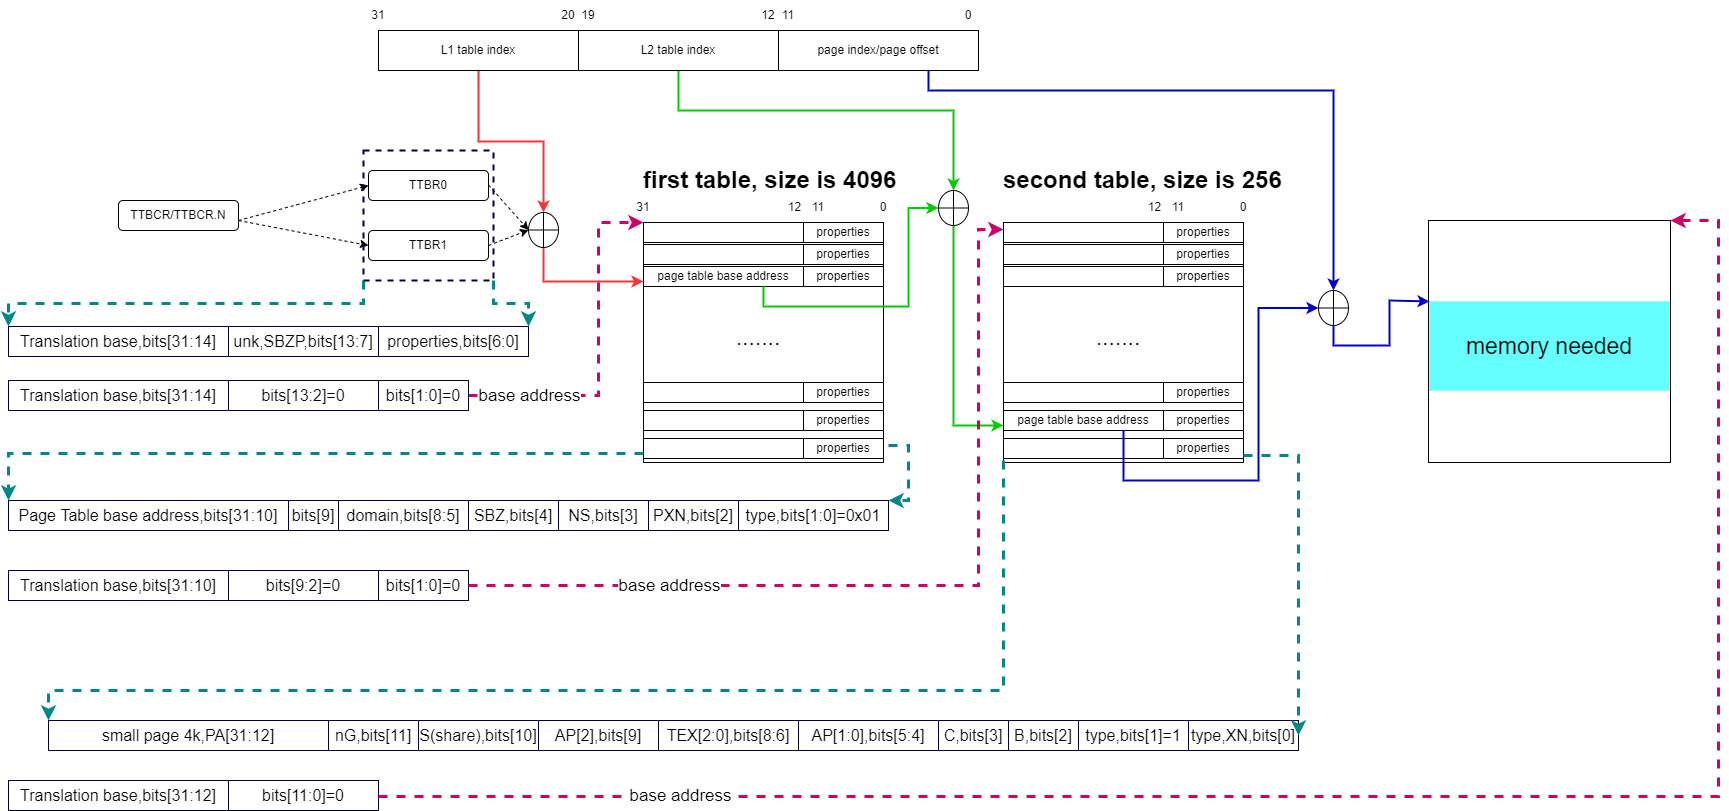 31 20 19 12 11 0
L1 table index L2 table index page index/page offset
first table, size is 4096 second table, size is 256
TTBR0
TTBCR/TTBCR.N
TTBR1
31 12 11 0
12 11 0
properties properties
properties properties
page table base address properties properties
Translation base,bits[31:14] unk,SBZP,bits[13:7] properties,bits[6:0]
....... .......
memory needed
Translation base,bits[31:14] bits[13:2]=0 bits[1:0]=0 base address
properties properties
properties page table base address properties
properties properties
Page Table base address,bits[31:10] bits[9] domain,bits[8:5] SBZ,bits[4] NS,bits[3] PXN,bits[2] type,bits[1:0]=0x01
Translation base,bits[31:10] bits[9:2]=0 bits[1:0]=0 base address
small page 4k,PA[31:12] nG,bits[11] S(share),bits[10] AP[2],bits[9] TEX[2:0],bits[8:6] AP[1:0],bits[5:4] C,bits[3] B,bits[2] type,bits[1]=1 type,XN,bits[0]
Translation base,bits[31:12] bits[11:0]=0 base address